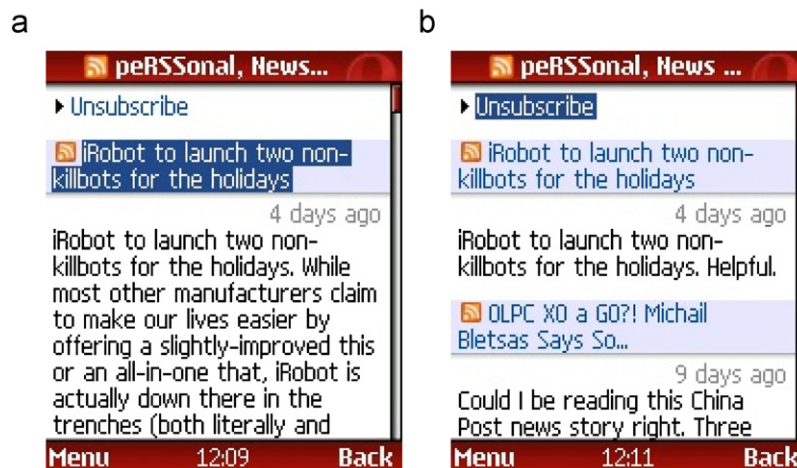 a
peRSSonal, News...
Unsubscribe
iRobot to launch two non-
killbots for the holidays
4 days ago
iRobot to launch two non-
killbots for the holidays. While
most other manufacturers claim
to make our lives easier by
offering a slightly-improved this
or an all-in-one that, iRobot is
actually down there in the
trenches (both literally and
Menu 12:09 Back
b
peRSSonal, News ...
Unsubscribe
iRobot to launch two non-
killbots for the holidays
4 days ago
iRobot to launch two non-
killbots for the holidays. Helpful.
OLPC XO a GO?! Michail
Bletsas Says So...
9 days ago
Could I be reading this China
Post news story right. Three
Menu 12:11 Back